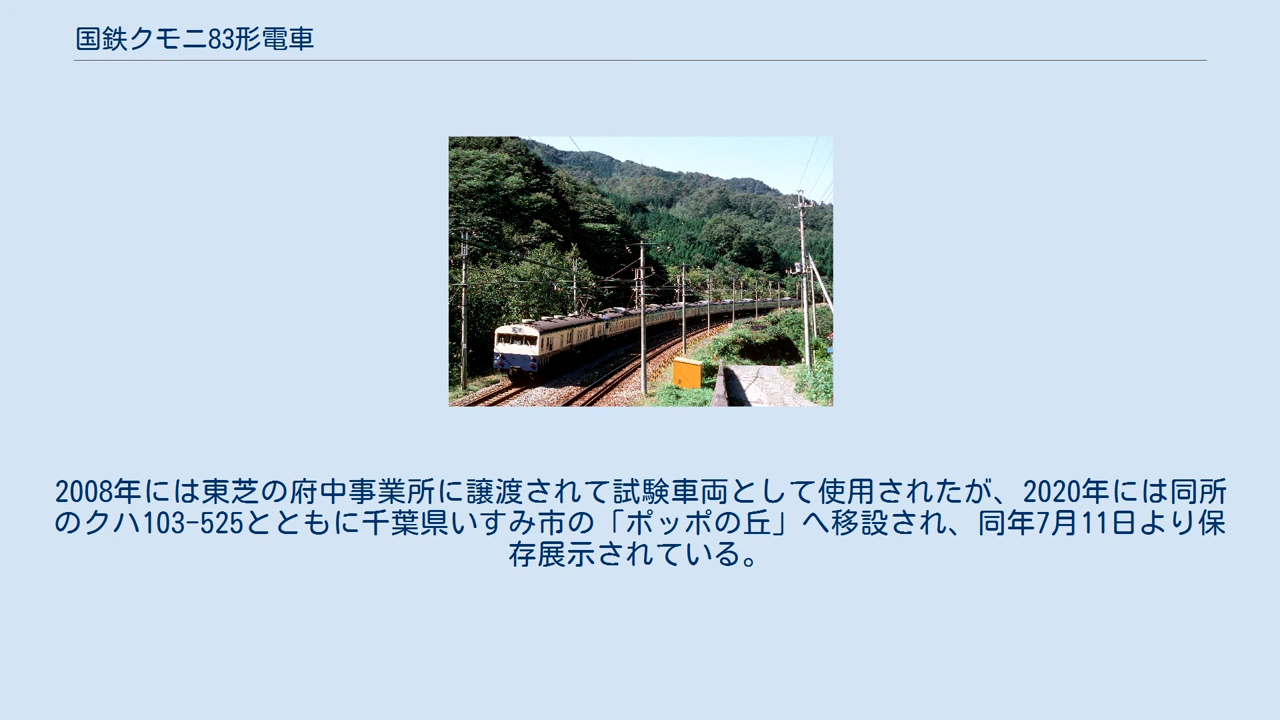 国鉄クモニ83形電車
2008年には東芝の府中事業所に譲渡されて試験車両として使用されたが、2020年には同所
のクハ103-525とともに千葉県いすみ市の「ポッポの丘」へ移設され、同年7月11日より保
存展示されている。